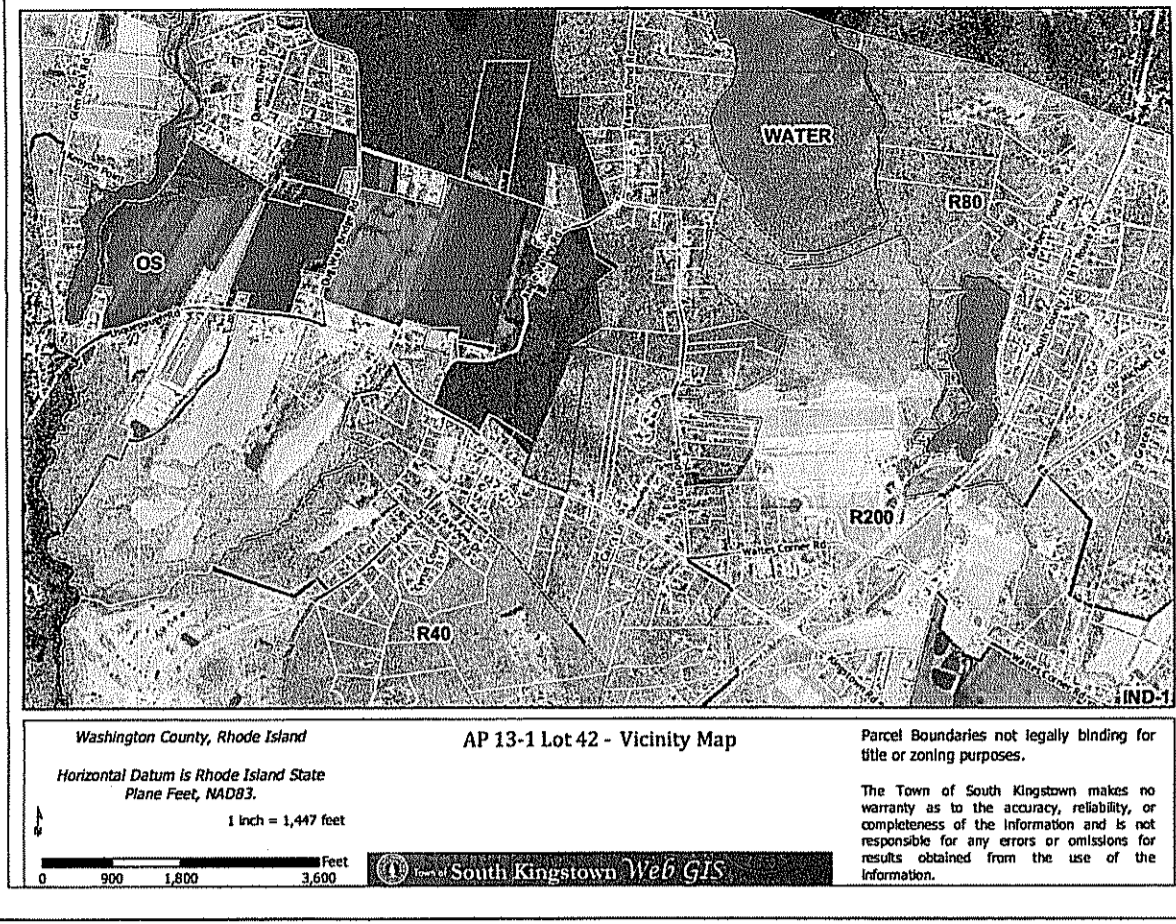 WATER
R80
OS
R200
Waites Corner Rd
R40
IND-1
Washington County, Rhode Island
Horizontal Datum is Rhode Island State
Plane Feet, NAD83.
1 inch = 1,447 feet
N
Feet
0 900 1,800 3,600
AP 13-1 Lot 42 - Vicinity Map
Town of South Kingstown Web GIS
Parcel Boundaries not legally binding for
title or zoning purposes.
The Town of South Kingstown makes no
warranty as to the accuracy, reliability, or
completeness of the information and is not
responsible for any errors or omissions for
results obtained from the use of the
information.